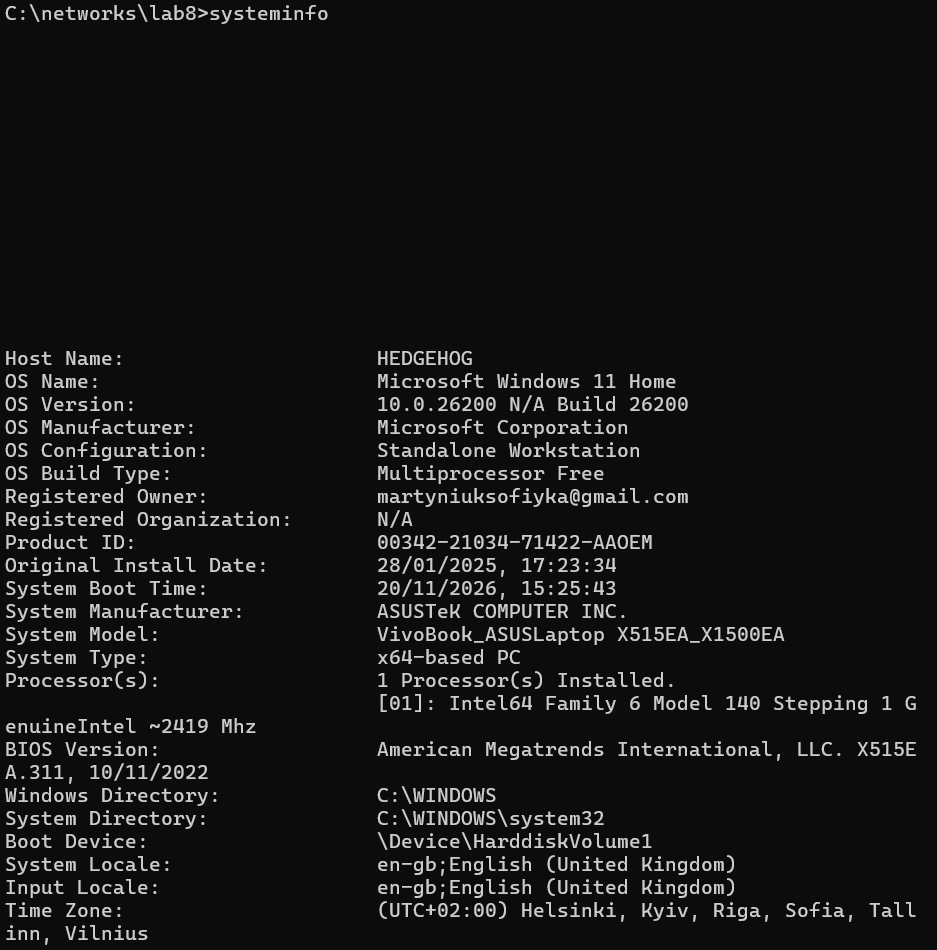 C:\networks\lab8>systeminfo
Host Name:                     HEDGEHOG
OS Name:                       Microsoft Windows 11 Home
OS Version:                    10.0.26200 N/A Build 26200
OS Manufacturer:               Microsoft Corporation
OS Configuration:              Standalone Workstation
OS Build Type:                 Multiprocessor Free
Registered Owner:              martyniuksofiyka@gmail.com
Registered Organization:       N/A
Product ID:                    00342-21034-71422-AAOEM
Original Install Date:         28/01/2025, 17:23:34
System Boot Time:              20/11/2026, 15:25:43
System Manufacturer:           ASUSTeK COMPUTER INC.
System Model:                  VivoBook_ASUSLaptop X515EA_X1500EA
System Type:                   x64-based PC
Processor(s):                  1 Processor(s) Installed.
                               [01]: Intel64 Family 6 Model 140 Stepping 1 G
enuineIntel ~2419 Mhz
BIOS Version:                  American Megatrends International, LLC. X515E
A.311, 10/11/2022
Windows Directory:             C:\WINDOWS
System Directory:              C:\WINDOWS\system32
Boot Device:                   \Device\HarddiskVolume1
System Locale:                 en-gb;English (United Kingdom)
Input Locale:                  en-gb;English (United Kingdom)
Time Zone:                     (UTC+02:00) Helsinki, Kyiv, Riga, Sofia, Tall
inn, Vilnius